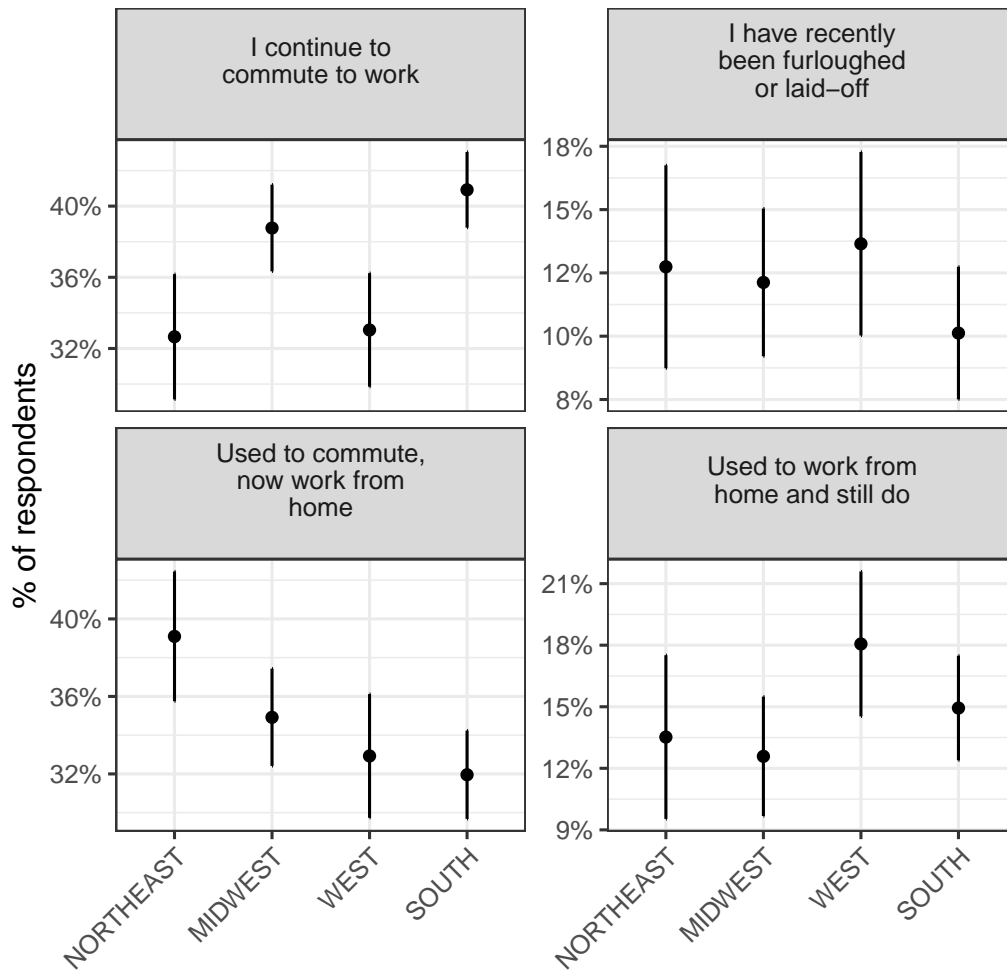 % of respondents
I continue to
commute to work
40%
36%
32%
I have recently
been furloughed
or laid−off
18%
15%
12%
10%
8%
Used to commute,
now work from
home
40%
36%
32%
Used to work from
home and still do
21%
18%
15%
12%
9%
NORTHEAST
MIDWEST
WEST
SOUTH
NORTHEAST
MIDWEST
WEST
SOUTH